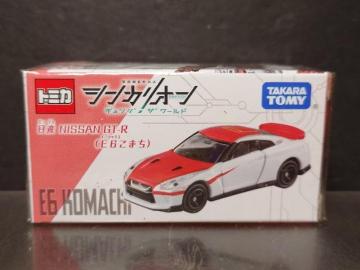 トミカ
シンカリオン
チェンジ ザ ワールド
TAKARA
TOMY
日産 NISSAN GT-R
(E6こまち)
E6 KOMACHI